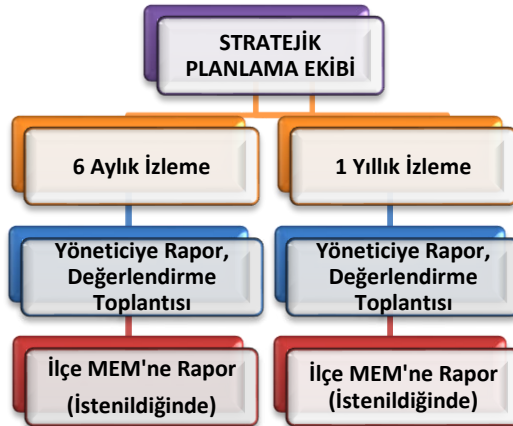 STRATEJİK
PLANLAMA EKİBİ
6 Aylık İzleme
1 Yıllık İzleme
Yöneticiye Rapor,
Değerlendirme
Toplantısı
Yöneticiye Rapor,
Değerlendirme
Toplantısı
İlçe MEM'ne Rapor
(İstenildiğinde)
İlçe MEM'ne Rapor
(İstenildiğinde)